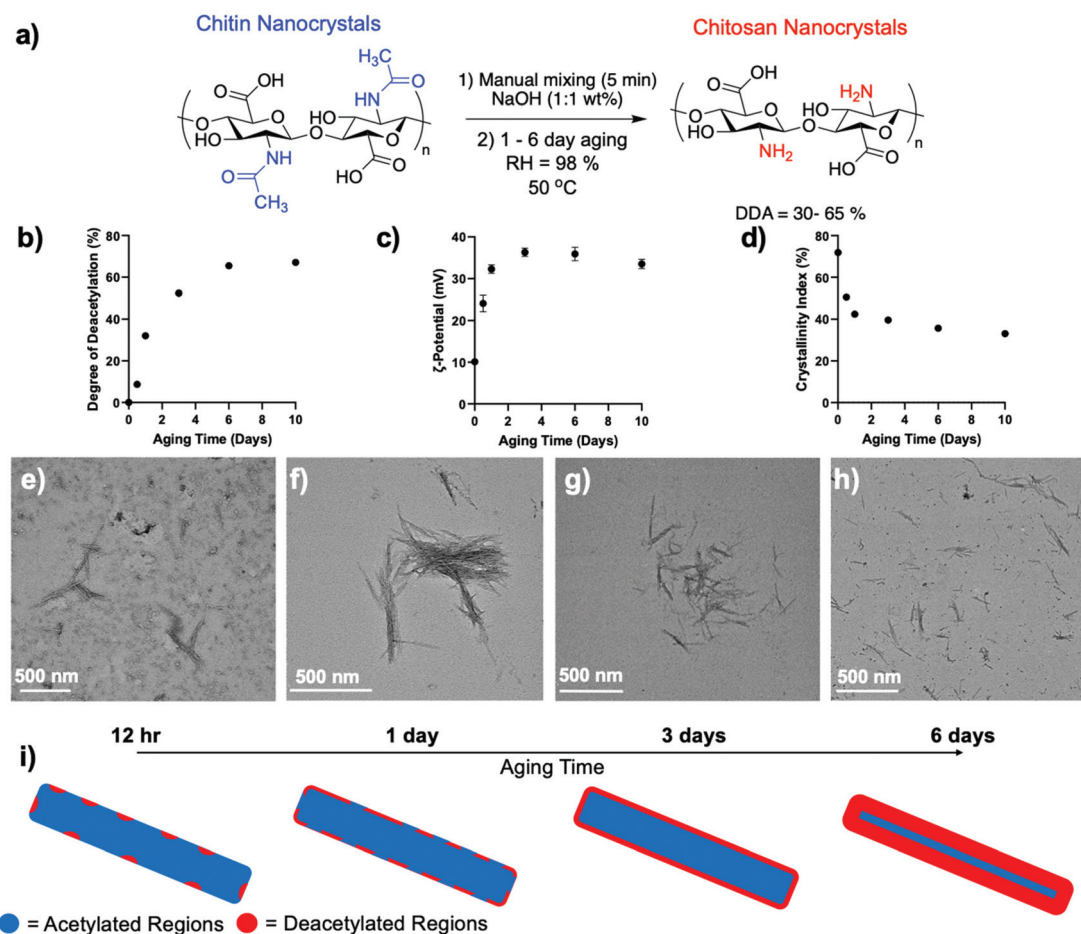 a)
Chitin Nanocrystals
Chitosan Nanocrystals
H₃C
O
HN
OH
O
O
HO
O
HO
O
O
NH
O
HO
O
CH₃
n
1) Manual mixing (5 min)
NaOH (1:1 wt%)
2) 1 - 6 day aging
RH = 98 %
50 °C
OH
O
O
HO
O
NH₂
H₂N
HO
O
O
O
HO
n
DDA = 30- 65 %
b)
Degree of Deacetylation (%)
80
60
40
20
0
0 2 4 6 8 10
Aging Time (Days)
c)
ζ-Potential (mV)
40
30
20
10
0
0 2 4 6 8 10
Aging Time (Days)
d)
Crystallinity Index (%)
80
60
40
20
0
0 2 4 6 8 10
Aging Time (Days)
e)
500 nm
f)
500 nm
g)
500 nm
h)
500 nm
12 hr 1 day 3 days 6 days
Aging Time
i)
= Acetylated Regions = Deacetylated Regions